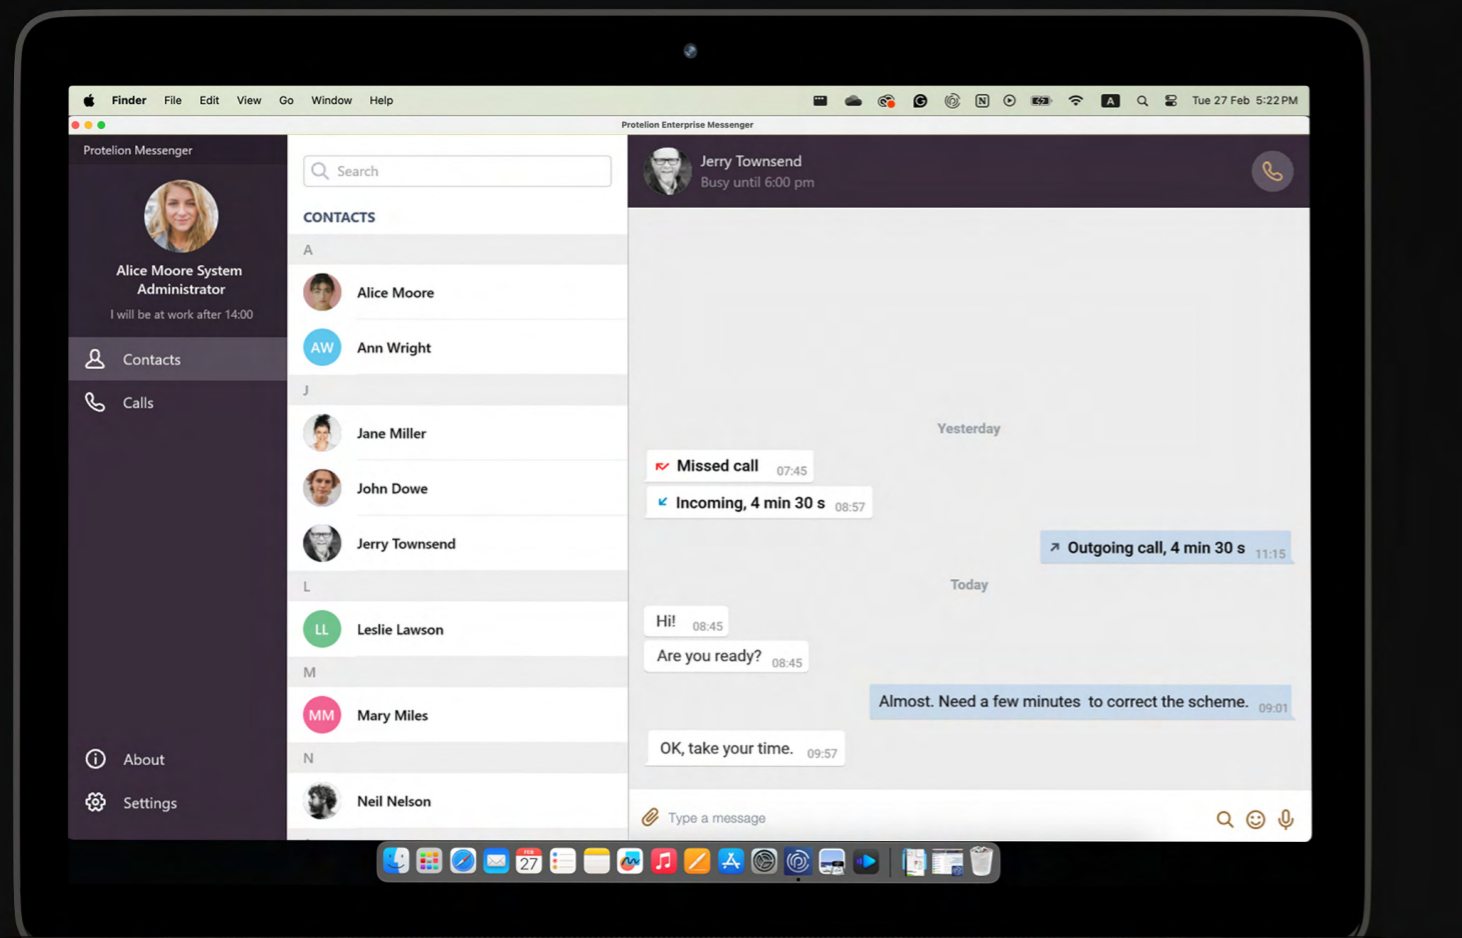 Finder File Edit View Go Window Help
A
Tue 27 Feb 5:22 PM
Protelion Enterprise Messenger
Protelion Messenger
Alice Moore System
Administrator
I will be at work after 14:00
Contacts
Calls
About
Settings
Search
CONTACTS
A
Alice Moore
AW Ann Wright
J
Jane Miller
John Dowe
Jerry Townsend
L
LL Leslie Lawson
M
MM Mary Miles
N
Neil Nelson
Jerry Townsend
Busy until 6:00 pm
Yesterday
Missed call 07:45
Incoming, 4 min 30 s 08:57
Outgoing call, 4 min 30 s 11:15
Today
Hi! 08:45
Are you ready? 08:45
Almost. Need a few minutes to correct the scheme. 09:01
OK, take your time. 09:57
Type a message
FEB
27